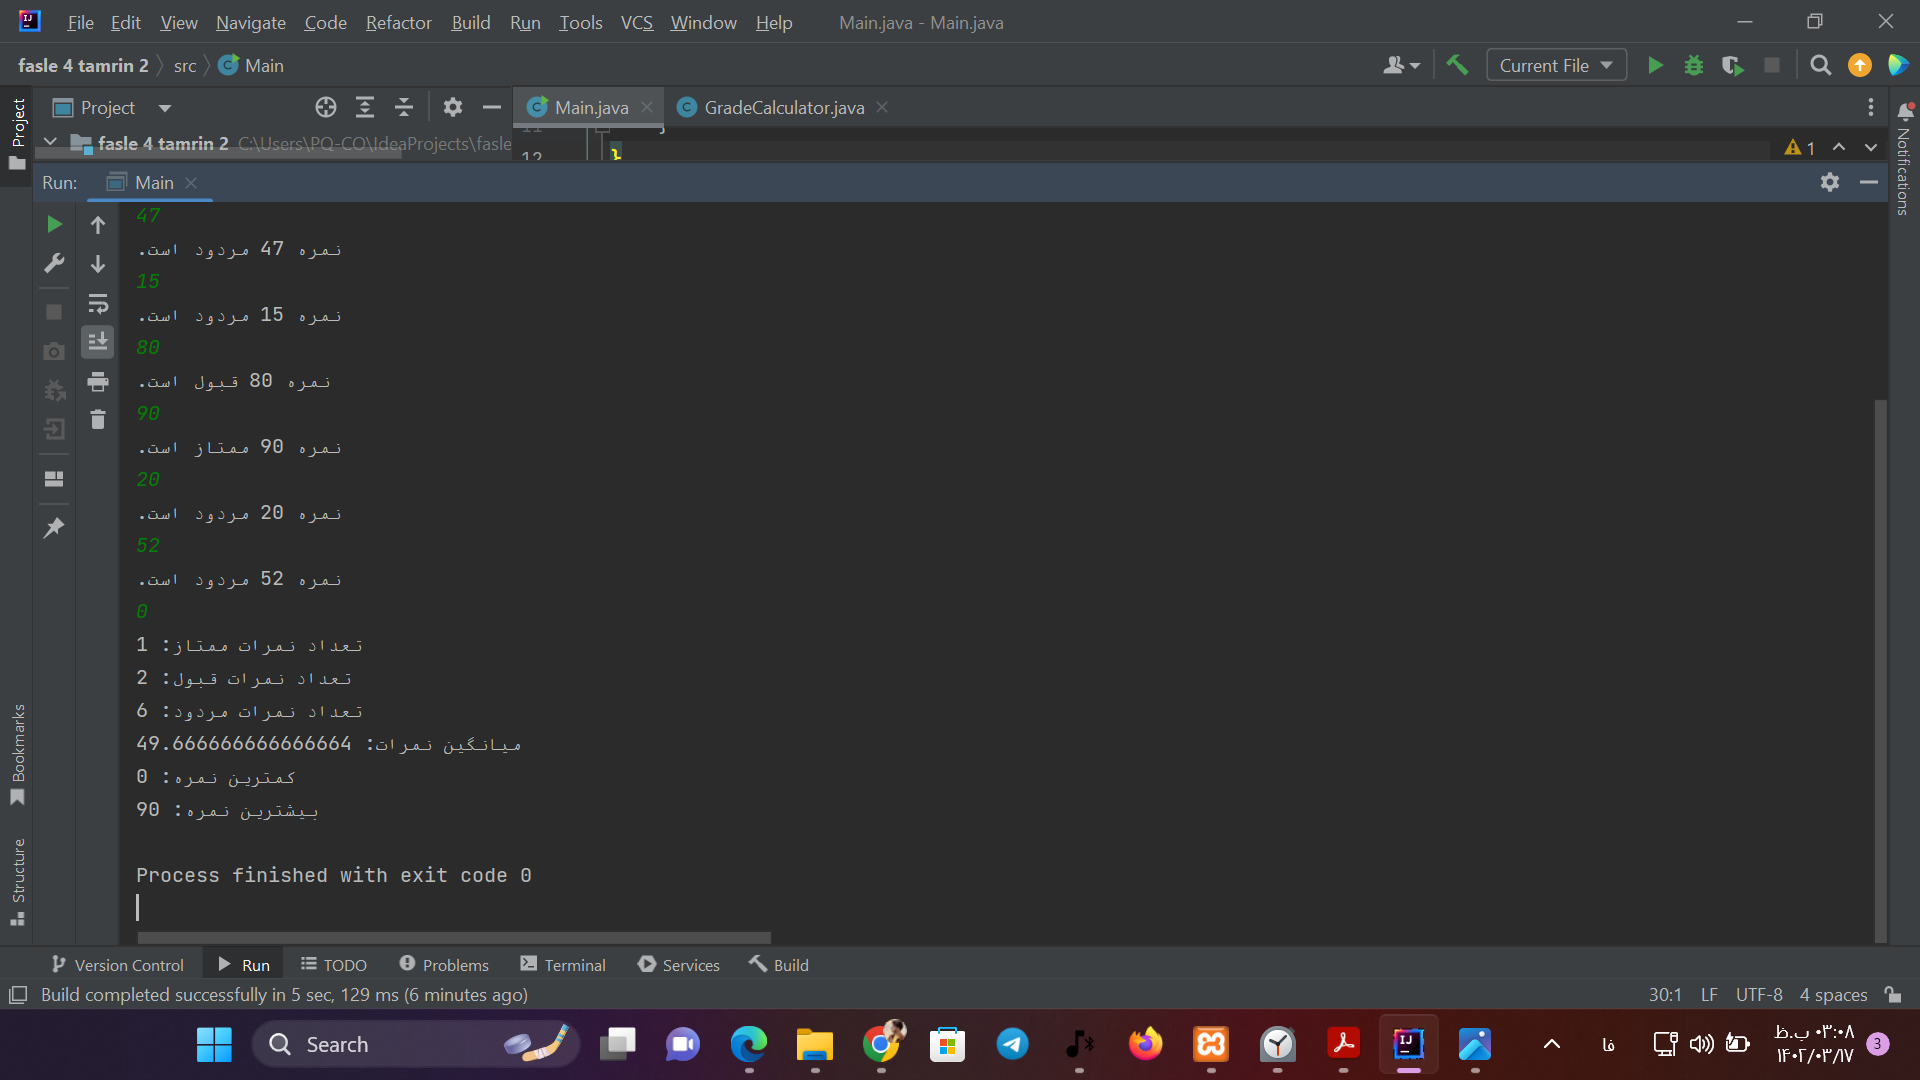 File Edit View Navigate Code Refactor Build Run Tools VCS Window Help Main.java - Main.java
fasle 4 tamrin 2 src Main Current File
Project Project Main.java GradeCalculator.java
fasle 4 tamrin 2 C:\Users\PQ-CO\IdeaProjects\fasle
}
12 } 1
Notifications
Run: Main
47
نمره 47 مردود است.
15
نمره 15 مردود است.
80
نمره 80 قبول است.
90
نمره 90 ممتاز است.
20
نمره 20 مردود است.
52
نمره 52 مردود است.
0
تعداد نمرات ممتاز: 1
تعداد نمرات قبول: 2
تعداد نمرات مردود: 6
میانگین نمرات: 49.666666666666664
کمترین نمره: 0
بیشترین نمره: 90
Process finished with exit code 0
Bookmarks
Structure
Version Control Run TODO Problems Terminal Services Build
Build completed successfully in 5 sec, 129 ms (6 minutes ago) 30:1 LF UTF-8 4 spaces
Search فا ۰۳:۰۸ ب.ظ 3
۱۴۰۲/۰۳/۱۷